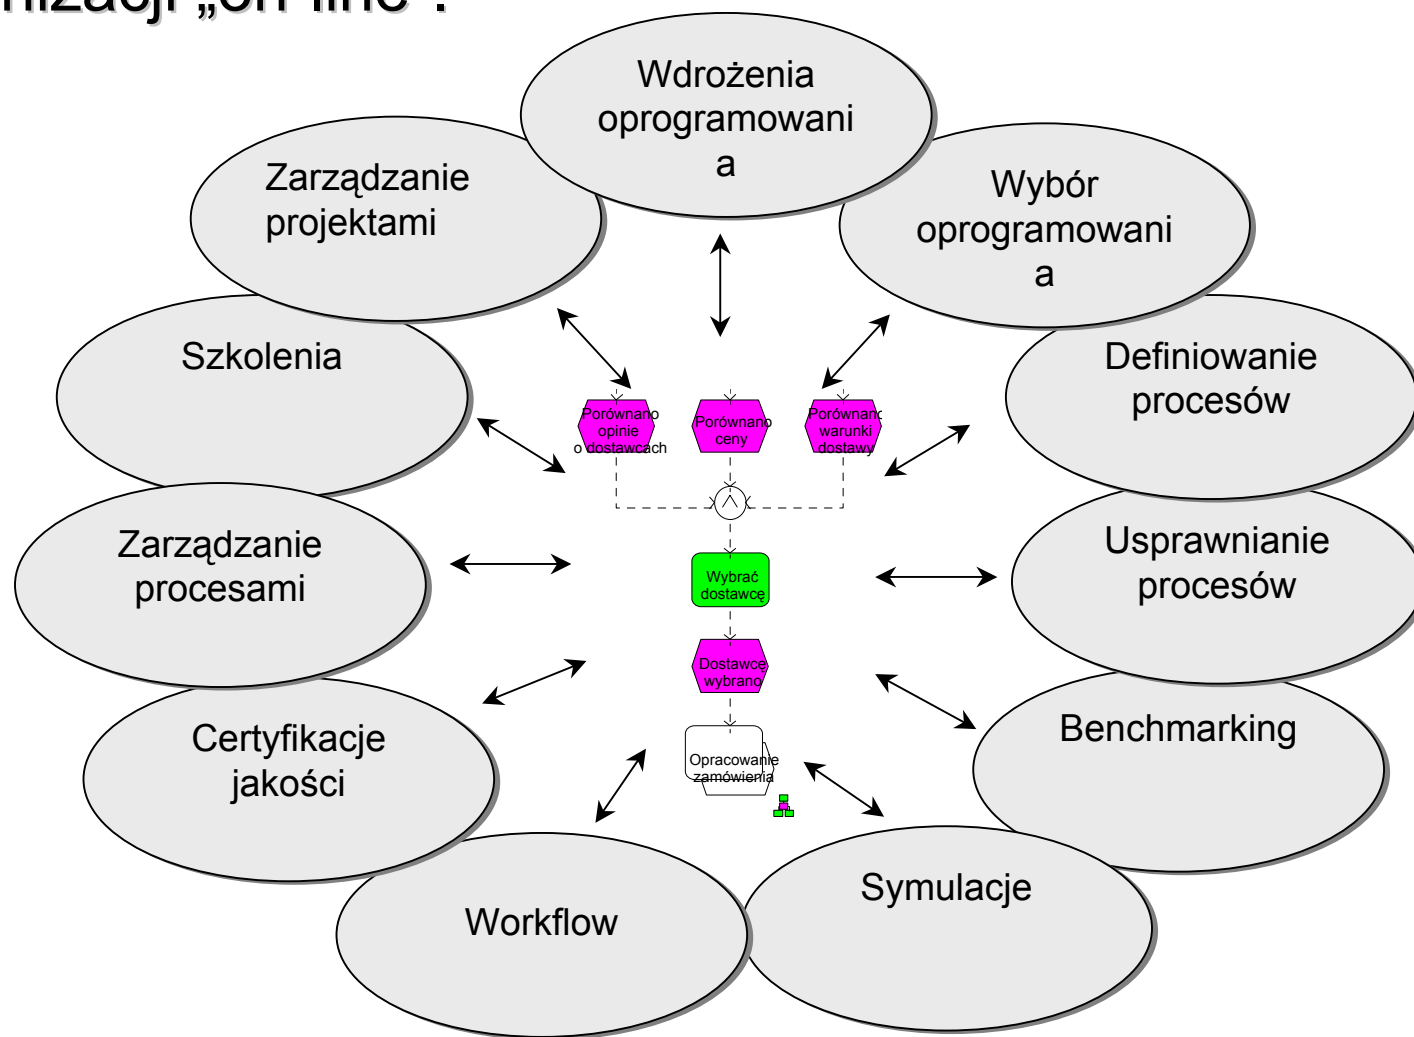 nizacji „on-line”.
Wdrożenia
oprogramowani
a
Zarządzanie
projektami
Wybór
oprogramowani
a
Szkolenia
Definiowanie
procesów
Porównano
opinie
o dostawcach
Porównano
ceny
Porównano
warunki
dostawy
Zarządzanie
procesami
Usprawnianie
procesów
Wybrać
dostawcę
Dostawcę
wybrano
Certyfikacje
jakości
Benchmarking
Opracowanie
zamówienia
Workflow
Symulacje